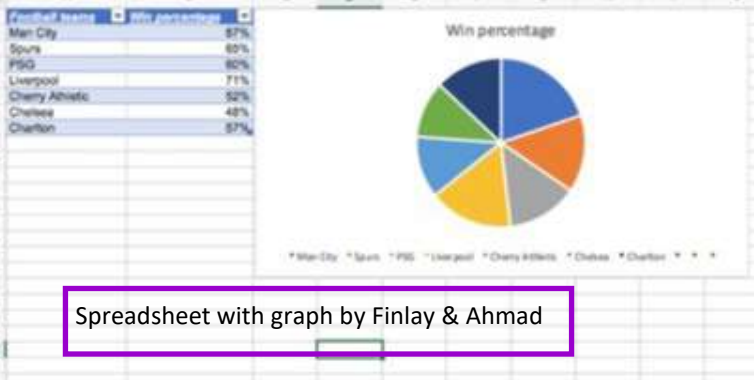 Football teams Win percentage
Man City 87%
Spurs 65%
PSG 60%
Liverpool 71%
Cherry Athletic 52%
Chelsea 48%
Charlton 57%
Win percentage
Man City Spurs PSG Liverpool Cherry Athletic Chelsea Charlton
Spreadsheet with graph by Finlay & Ahmad